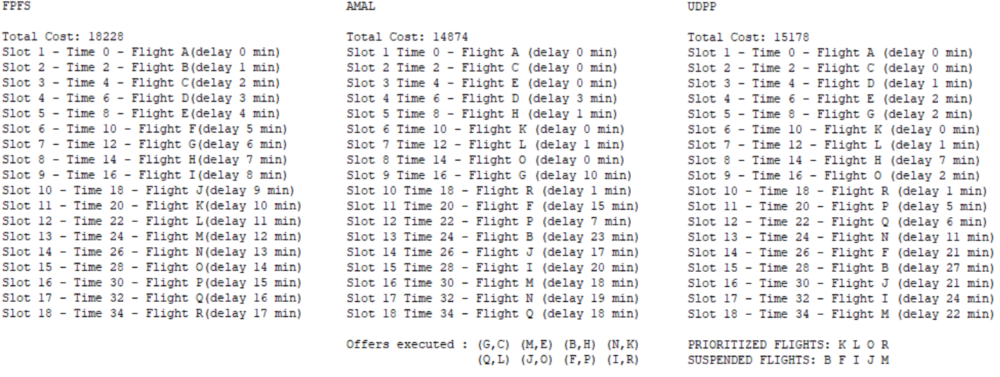 FPFS
Total Cost: 18228
Slot 1 - Time 0 - Flight A(delay 0 min)
Slot 2 - Time 2 - Flight B(delay 1 min)
Slot 3 - Time 4 - Flight C(delay 2 min)
Slot 4 - Time 6 - Flight D(delay 3 min)
Slot 5 - Time 8 - Flight E(delay 4 min)
Slot 6 - Time 10 - Flight F(delay 5 min)
Slot 7 - Time 12 - Flight G(delay 6 min)
Slot 8 - Time 14 - Flight H(delay 7 min)
Slot 9 - Time 16 - Flight I(delay 8 min)
Slot 10 - Time 18 - Flight J(delay 9 min)
Slot 11 - Time 20 - Flight K(delay 10 min)
Slot 12 - Time 22 - Flight L(delay 11 min)
Slot 13 - Time 24 - Flight M(delay 12 min)
Slot 14 - Time 26 - Flight N(delay 13 min)
Slot 15 - Time 28 - Flight O(delay 14 min)
Slot 16 - Time 30 - Flight P(delay 15 min)
Slot 17 - Time 32 - Flight Q(delay 16 min)
Slot 18 - Time 34 - Flight R(delay 17 min)
AMAL
Total Cost: 14874
Slot 1 Time 0 - Flight A (delay 0 min)
Slot 2 Time 2 - Flight C (delay 0 min)
Slot 3 Time 4 - Flight E (delay 0 min)
Slot 4 Time 6 - Flight D (delay 3 min)
Slot 5 Time 8 - Flight H (delay 1 min)
Slot 6 Time 10 - Flight K (delay 0 min)
Slot 7 Time 12 - Flight L (delay 1 min)
Slot 8 Time 14 - Flight O (delay 0 min)
Slot 9 Time 16 - Flight G (delay 10 min)
Slot 10 Time 18 - Flight R (delay 1 min)
Slot 11 Time 20 - Flight F (delay 15 min)
Slot 12 Time 22 - Flight P (delay 7 min)
Slot 13 Time 24 - Flight B (delay 23 min)
Slot 14 Time 26 - Flight J (delay 17 min)
Slot 15 Time 28 - Flight I (delay 20 min)
Slot 16 Time 30 - Flight M (delay 18 min)
Slot 17 Time 32 - Flight N (delay 19 min)
Slot 18 Time 34 - Flight Q (delay 18 min)
Offers executed : (G,C) (M,E) (B,H) (N,K)
(Q,L) (J,O) (F,P) (I,R)
UDPP
Total Cost: 15178
Slot 1 - Time 0 - Flight A (delay 0 min)
Slot 2 - Time 2 - Flight C (delay 0 min)
Slot 3 - Time 4 - Flight D (delay 1 min)
Slot 4 - Time 6 - Flight E (delay 2 min)
Slot 5 - Time 8 - Flight G (delay 2 min)
Slot 6 - Time 10 - Flight K (delay 0 min)
Slot 7 - Time 12 - Flight L (delay 1 min)
Slot 8 - Time 14 - Flight H (delay 7 min)
Slot 9 - Time 16 - Flight O (delay 2 min)
Slot 10 - Time 18 - Flight R (delay 1 min)
Slot 11 - Time 20 - Flight P (delay 5 min)
Slot 12 - Time 22 - Flight Q (delay 6 min)
Slot 13 - Time 24 - Flight N (delay 11 min)
Slot 14 - Time 26 - Flight F (delay 21 min)
Slot 15 - Time 28 - Flight B (delay 27 min)
Slot 16 - Time 30 - Flight J (delay 21 min)
Slot 17 - Time 32 - Flight I (delay 24 min)
Slot 18 - Time 34 - Flight M (delay 22 min)
PRIORITIZED FLIGHTS: K L O R
SUSPENDED FLIGHTS: B F I J M